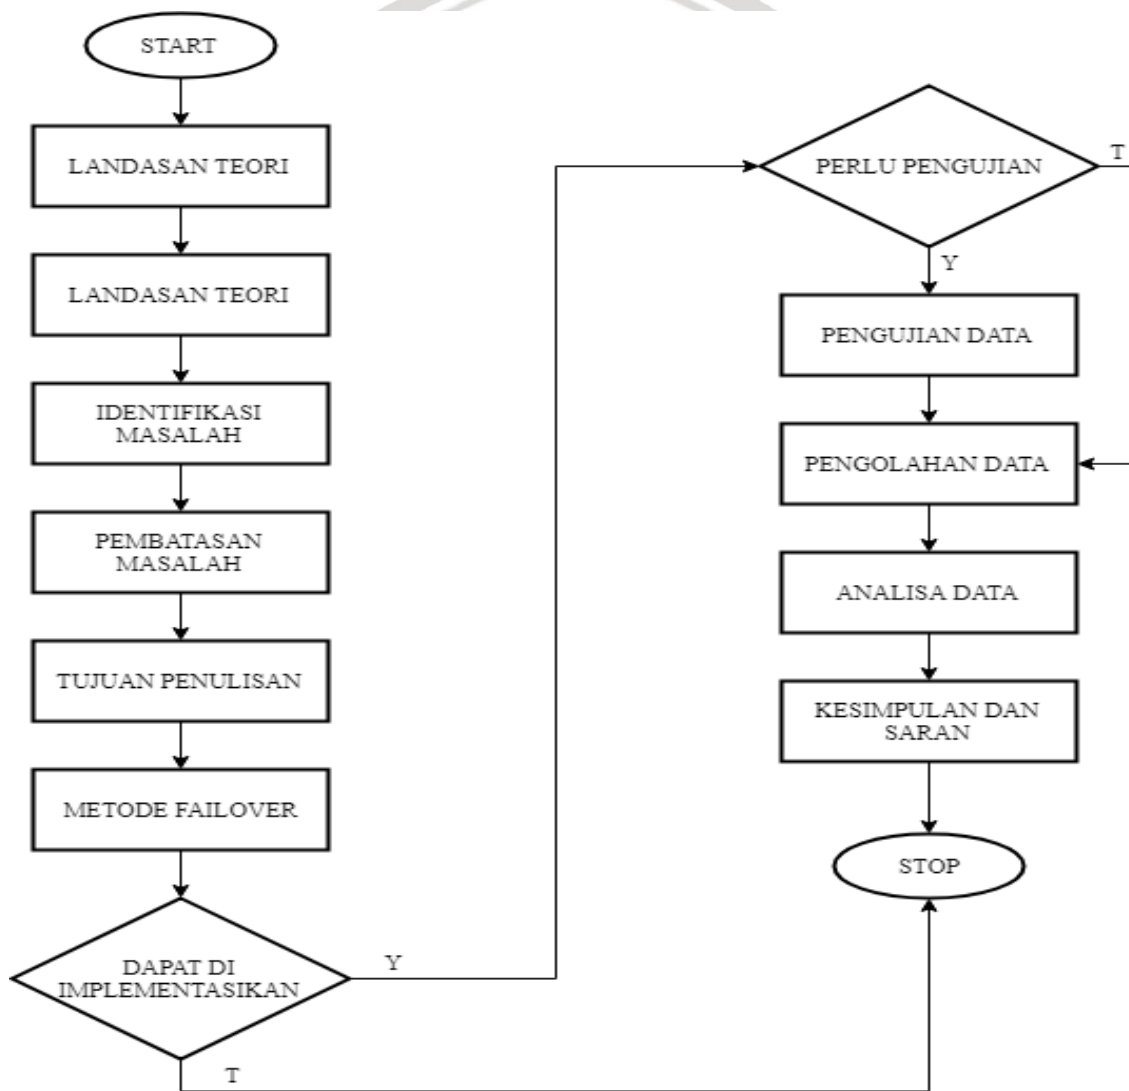 START
LANDASAN TEORI
LANDASAN TEORI
IDENTIFIKASI
MASALAH
PEMBATASAN
MASALAH
TUJUAN PENULISAN
METODE FAILOVER
DAPAT DI
IMPLEMENTASIKAN
Y
T
PERLU PENGUJIAN
T
Y
PENGUJIAN DATA
PENGOLAHAN DATA
ANALISA DATA
KESIMPULAN DAN
SARAN
STOP